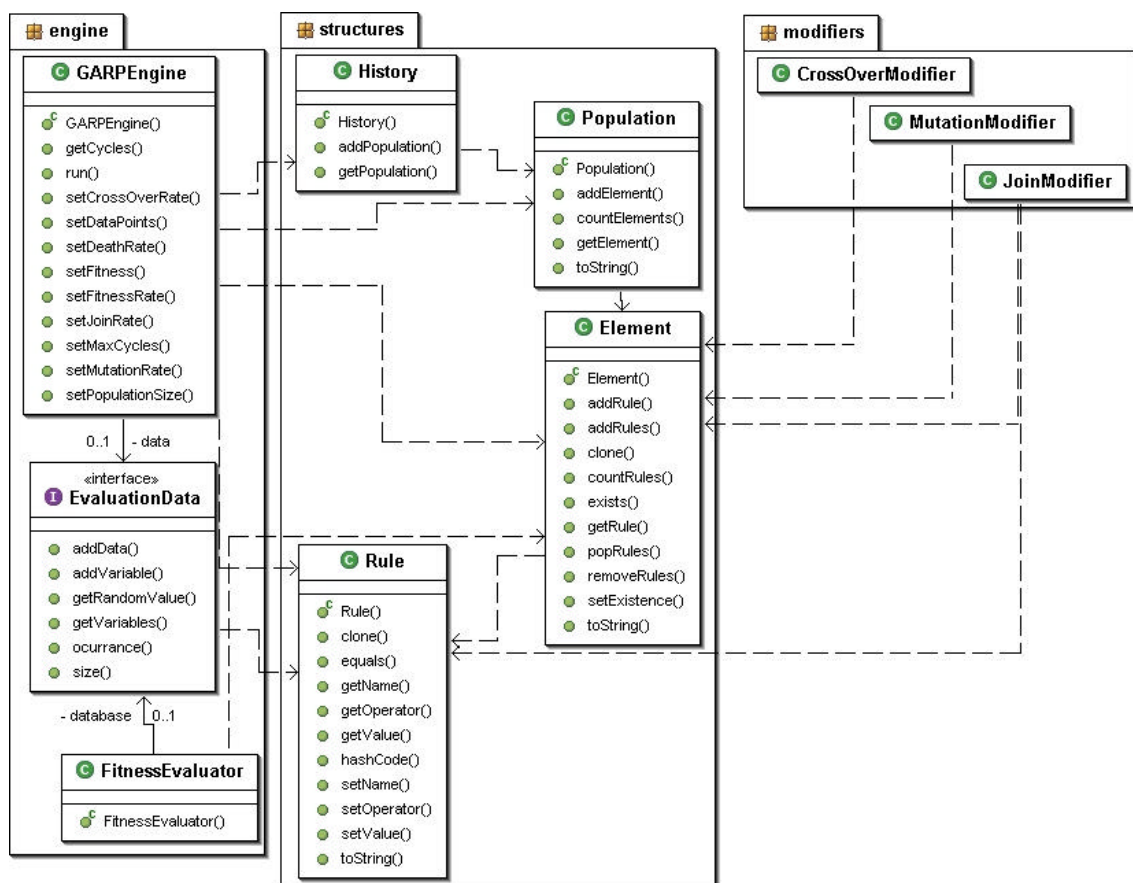 engine
GARPEngine
GARPEngine()
getCycles()
run()
setCrossOverRate()
setDataPoints()
setDeathRate()
setFitness()
setFitnessRate()
setJoinRate()
setMaxCycles()
setMutationRate()
setPopulationSize()
0..1 - data
«interface»
EvaluationData
addData()
addVariable()
getRandomValue()
getVariables()
ocurrance()
size()
- database 0..1
FitnessEvaluator
FitnessEvaluator()
structures
History
History()
addPopulation()
getPopulation()
Population
Population()
addElement()
countElements()
getElement()
toString()
Element
Element()
addRule()
addRules()
clone()
countRules()
exists()
getRule()
popRules()
removeRules()
setExistence()
toString()
Rule
Rule()
clone()
equals()
getName()
getOperator()
getValue()
hashCode()
setName()
setOperator()
setValue()
toString()
modifiers
CrossOverModifier
MutationModifier
JoinModifier